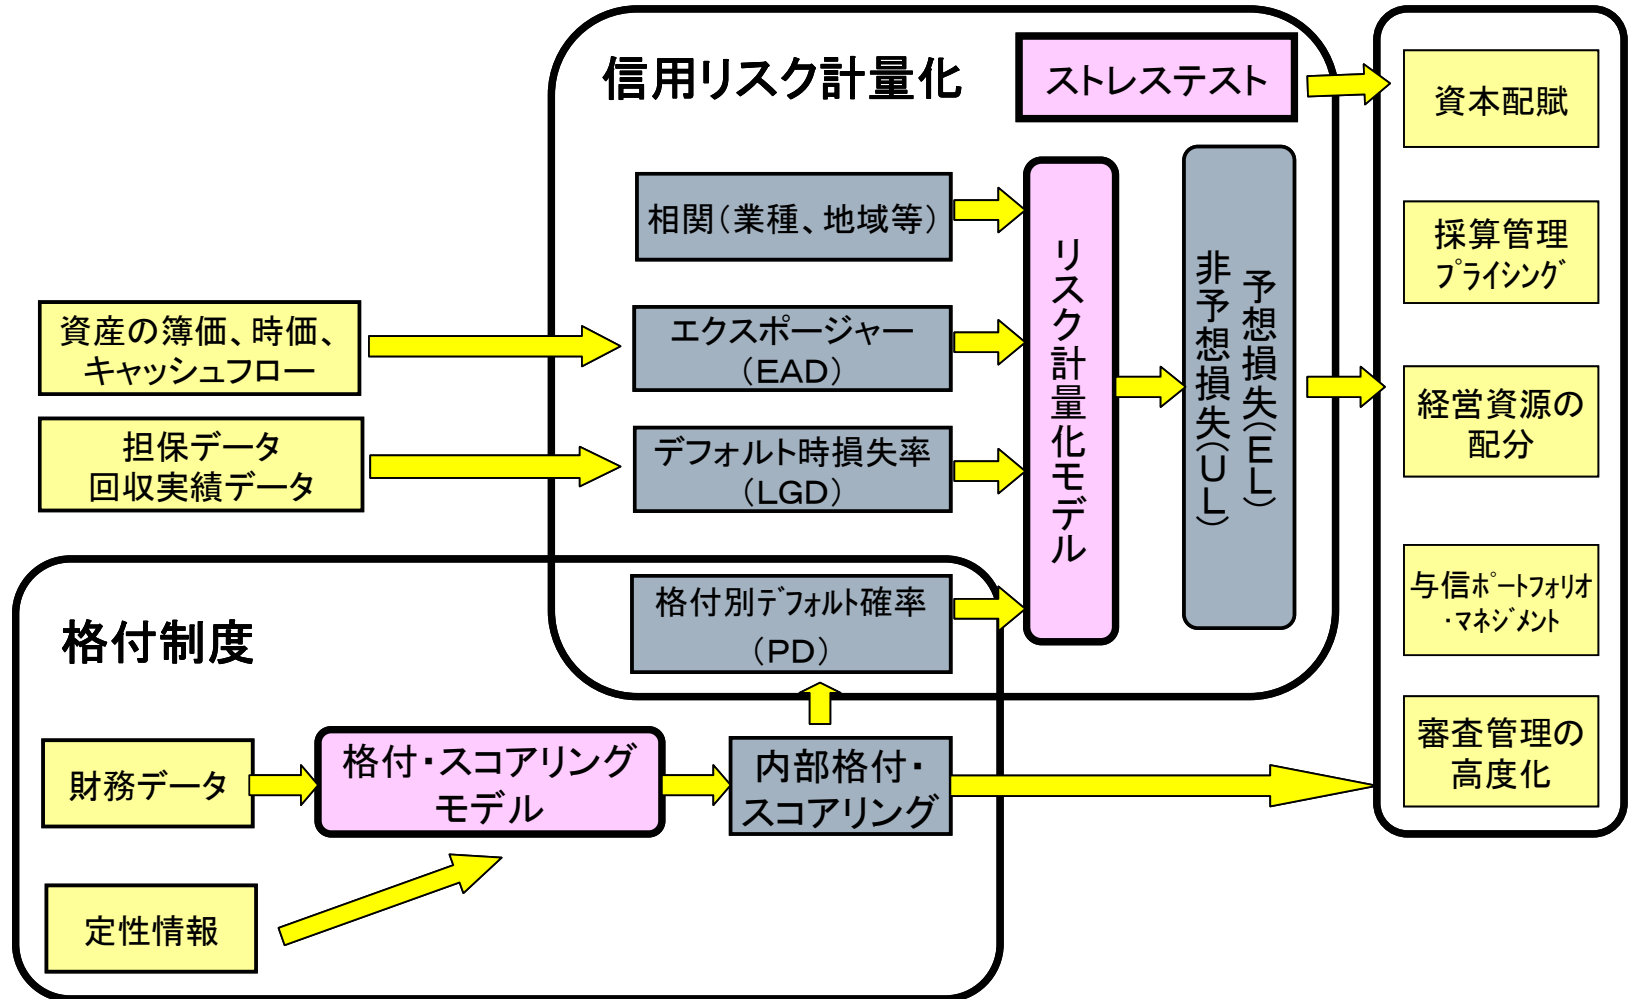 信用リスク計量化
ストレステスト
相関（業種、地域等）
資産の簿価、時価、
キャッシュフロー
エクスポージャー
（EAD）
担保データ
回収実績データ
デフォルト時損失率
（LGD）
格付別ﾃﾞﾌｫﾙﾄ確率
（PD）
リスク計量化モデル
予想損失（EL）
非予想損失（UL）
格付制度
財務データ
格付・スコアリング
モデル
内部格付・
スコアリング
定性情報
資本配賦
採算管理
ﾌﾟﾗｲｼﾝｸﾞ
経営資源の
配分
与信ﾎﾟｰﾄﾌｫﾘｵ
・ﾏﾈｼﾞﾒﾝﾄ
審査管理の
高度化